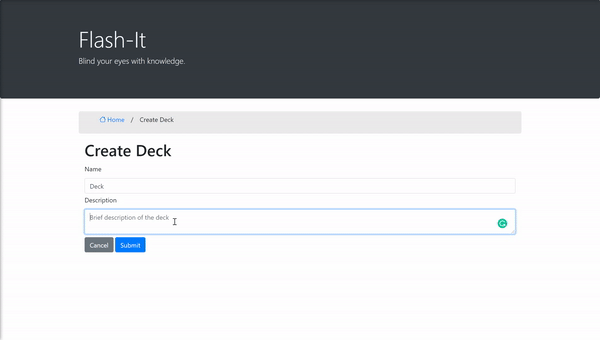 Flash-It
Blind your eyes with knowledge.
Home / Create Deck
Create Deck
Name
Deck
Description
Brief description of the deck
Cancel Submit